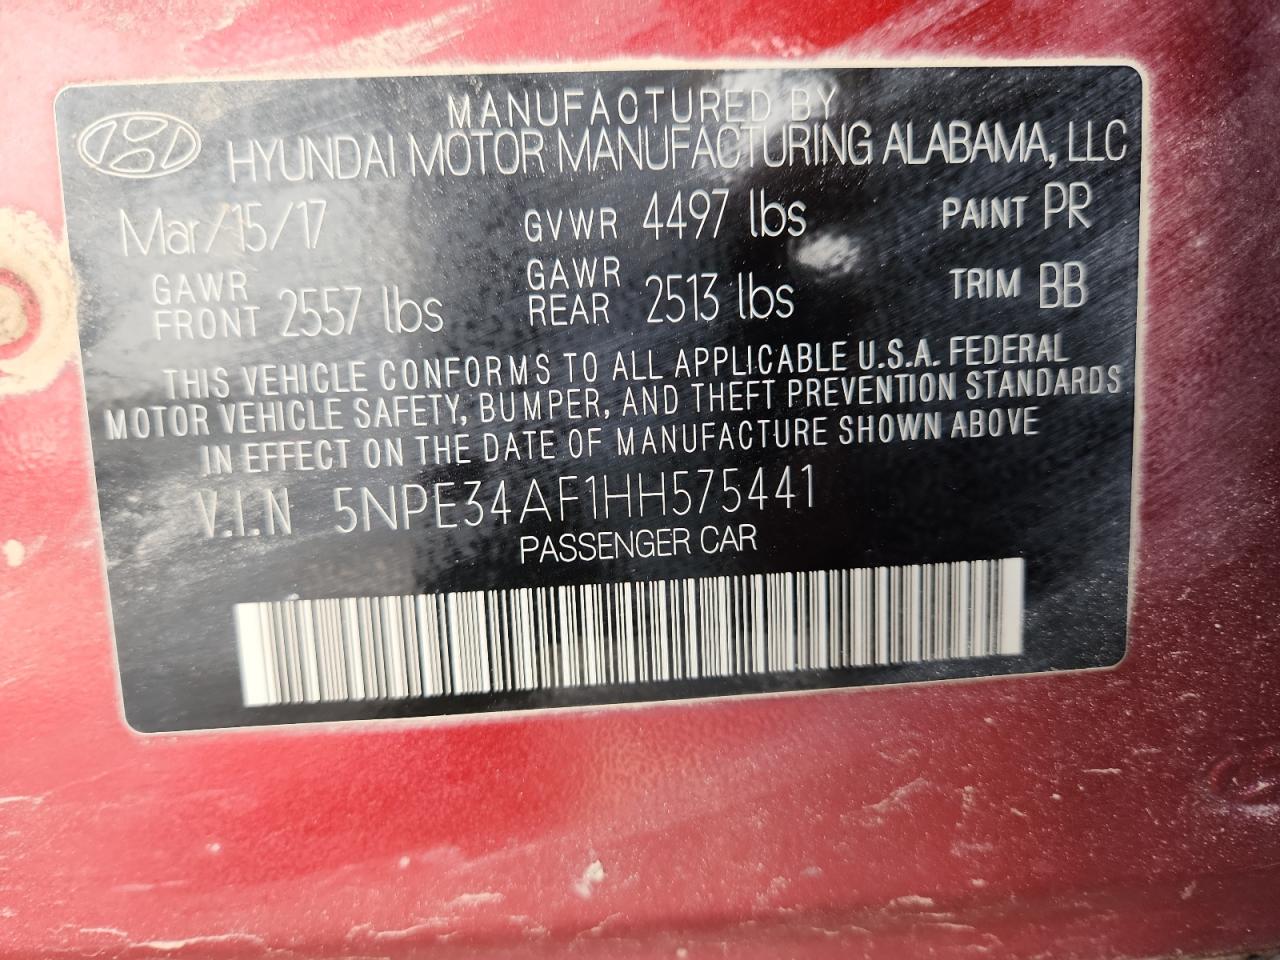 MANUFACTURED BY
HYUNDAI MOTOR MANUFACTURING ALABAMA, LLC
Mar/15/17 GVWR 4497 lbs PAINT PR
GAWR FRONT 2557 lbs GAWR REAR 2513 lbs TRIM BB
THIS VEHICLE CONFORMS TO ALL APPLICABLE U.S.A. FEDERAL
MOTOR VEHICLE SAFETY, BUMPER, AND THEFT PREVENTION STANDARDS
IN EFFECT ON THE DATE OF MANUFACTURE SHOWN ABOVE
V.I.N 5NPE34AF1HH575441
PASSENGER CAR